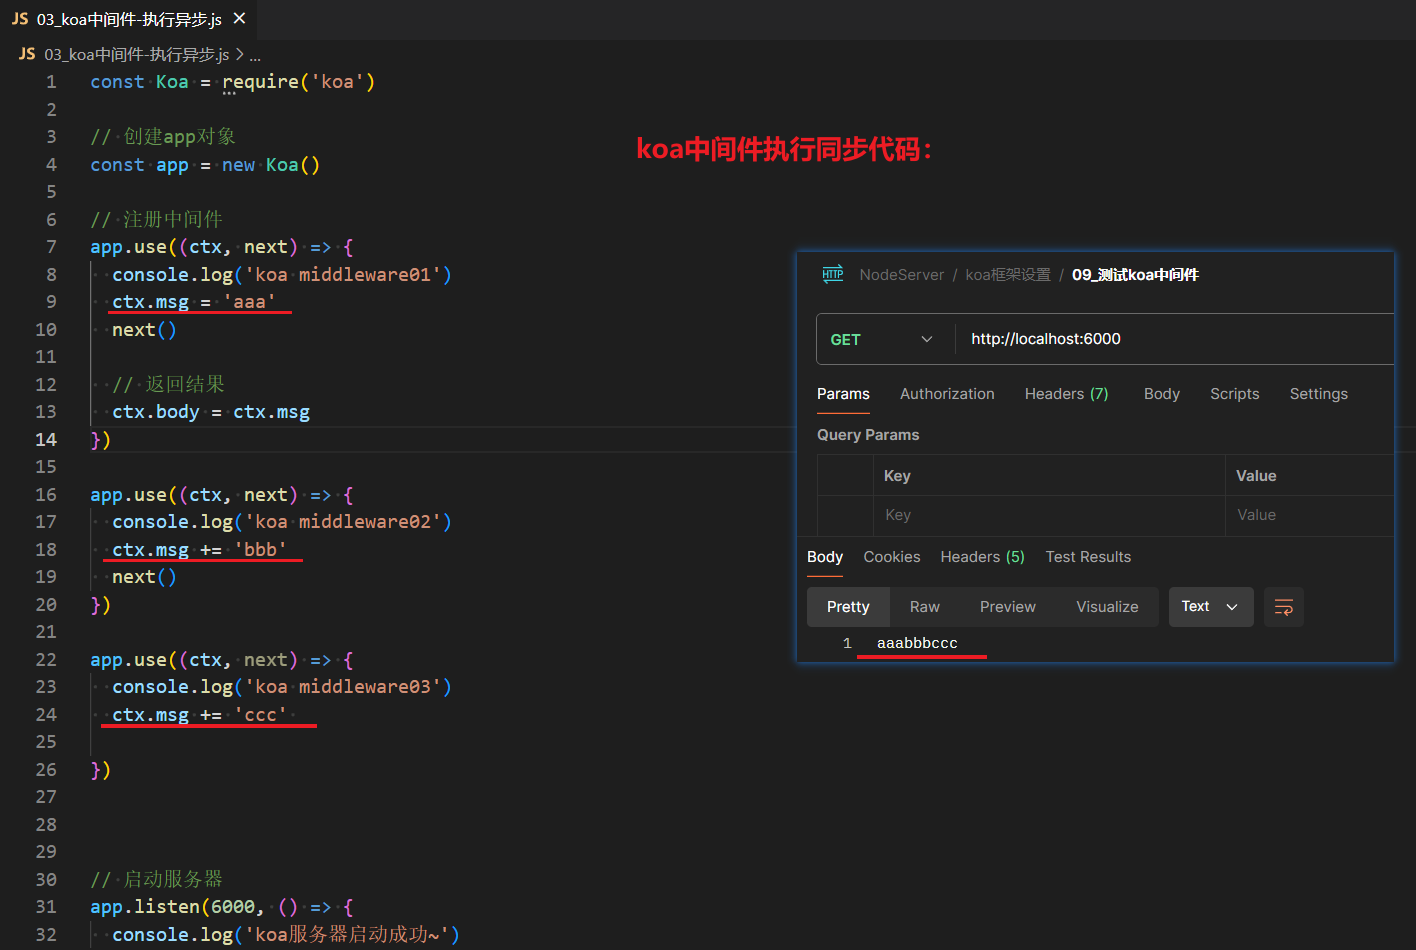 JS 03_koa中间件-执行异步.js ×
JS 03_koa中间件-执行异步.js > ...
1 const Koa = require('koa')
2
3 // 创建app对象
4 const app = new Koa()
5
6 // 注册中间件
7 app.use((ctx, next) => {
8 console.log('koa middleware01')
9 ctx.msg = 'aaa'
10 next()
11
12 // 返回结果
13 ctx.body = ctx.msg
14 })
15
16 app.use((ctx, next) => {
17 console.log('koa middleware02')
18 ctx.msg += 'bbb'
19 next()
20 })
21
22 app.use((ctx, next) => {
23 console.log('koa middleware03')
24 ctx.msg += 'ccc'
25
26 })
27
28
29
30 // 启动服务器
31 app.listen(6000, () => {
32 console.log('koa服务器启动成功~')
koa中间件执行同步代码：
HTTP NodeServer / koa框架设置 / 09_测试koa中间件
GET http://localhost:6000
Params Authorization Headers (7) Body Scripts Settings
Query Params
Key Value
Key Value
Body Cookies Headers (5) Test Results
Pretty Raw Preview Visualize Text
1 aaabbbccc